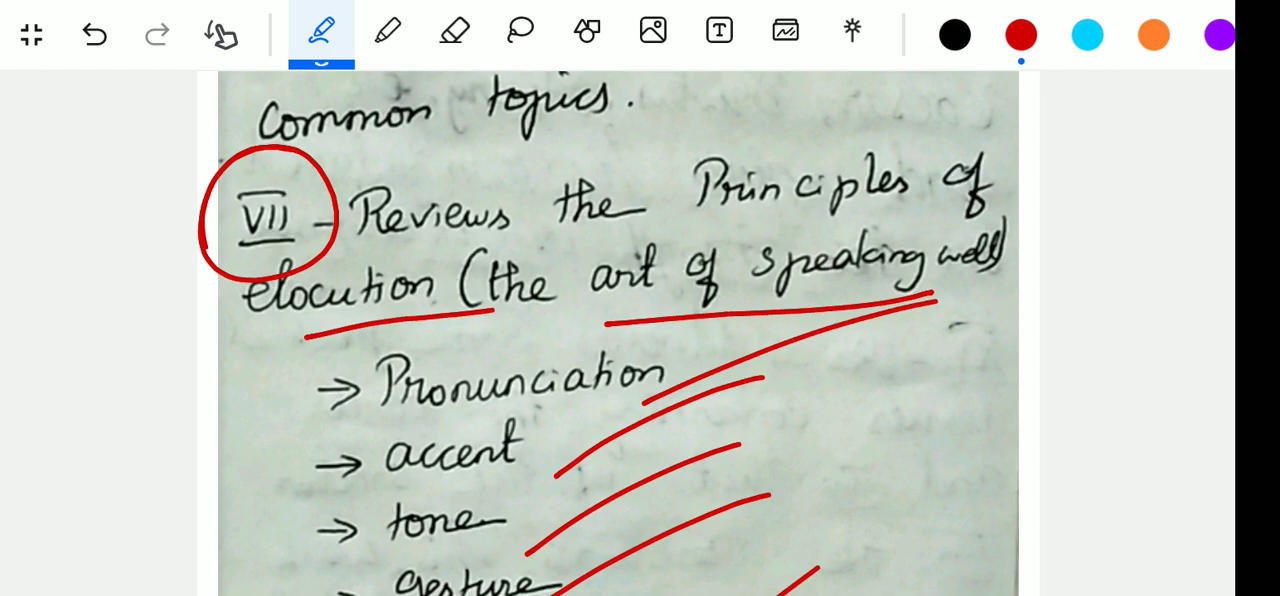 Common topics.
VII - Reviews the Principles of
elocution (the art of speaking well)
→ Pronunciation
→ accent
→ tone
gesture